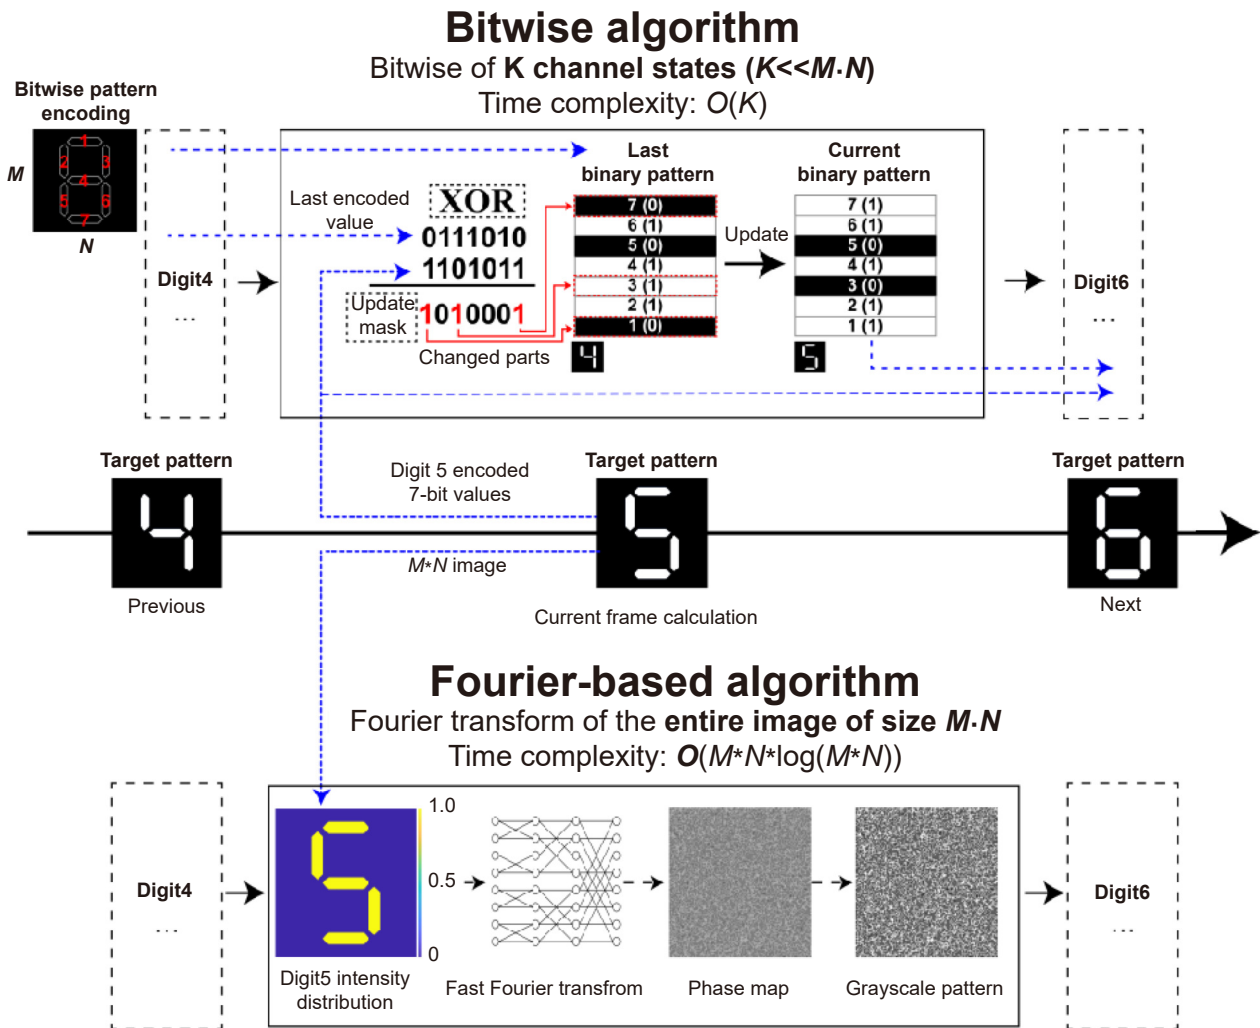 Bitwise algorithm
Bitwise of K channel states (K<<M·N)
Time complexity: O(K)
Bitwise pattern
encoding
M
N
1
2
3
4
5
6
7
Digit4
...
Last encoded
value
XOR
0111010
1101011
Update
mask
1010001
Changed parts
Last
binary pattern
7 (0)
6 (1)
5 (0)
4 (1)
3 (1)
2 (1)
1 (0)
4
Update
Current
binary pattern
7 (1)
6 (1)
5 (0)
4 (1)
3 (0)
2 (1)
1 (1)
5
Digit6
...
Target pattern
4
Previous
Digit 5 encoded
7-bit values
M*N image
Target pattern
5
Current frame calculation
Target pattern
6
Next
Fourier-based algorithm
Fourier transform of the entire image of size M·N
Time complexity: O(M*N*log(M*N))
Digit4
...
5
1.0
0.5
0
Digit5 intensity
distribution
Fast Fourier transfrom
Phase map
Grayscale pattern
Digit6
...